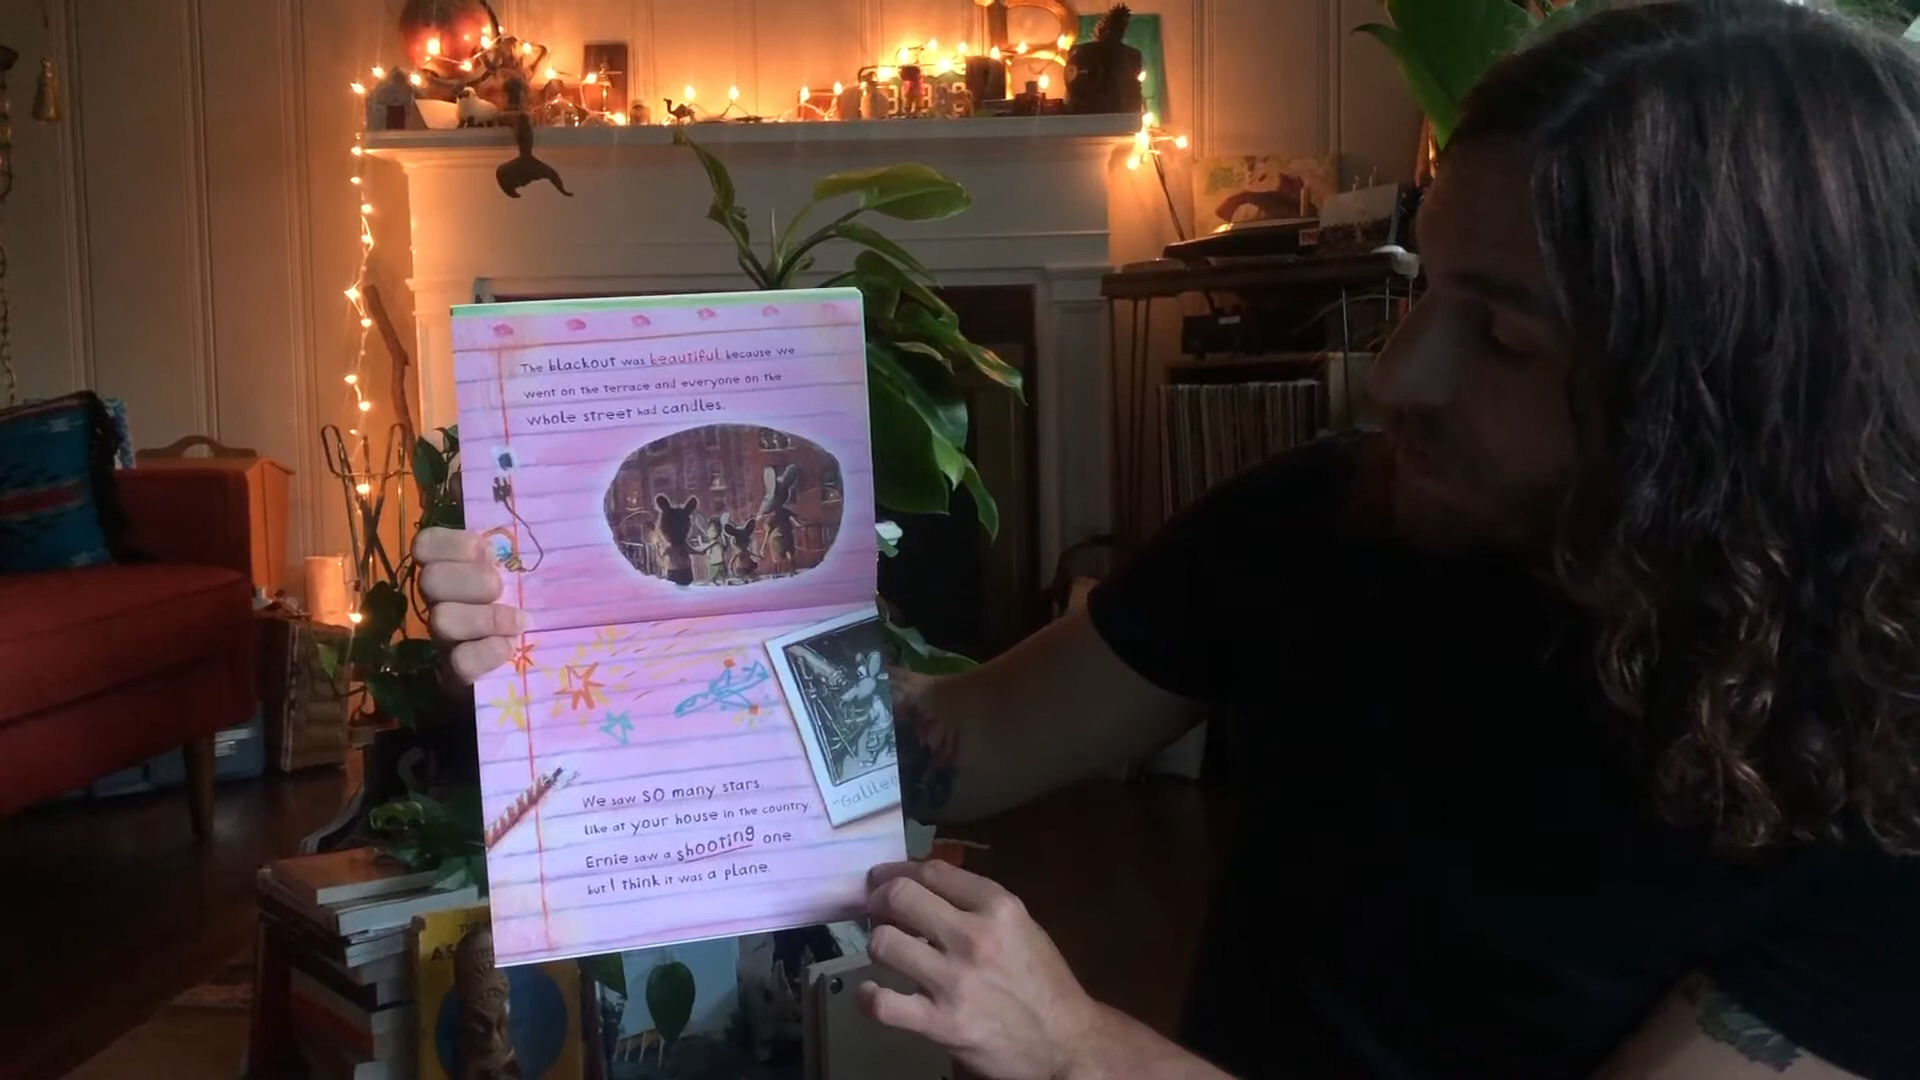 The blackout was beautiful because we
went on the terrace and everyone on the
whole street had candles.
"Galileo
We saw SO many stars,
like at your house in the country.
Ernie saw a shooting one
but I think it was a plane.